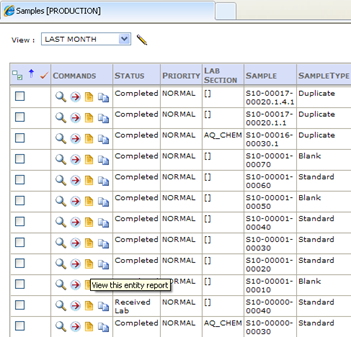 Samples [PRODUCTION]
View : LAST MONTH
COMMANDS STATUS PRIORITY LAB SECTION SAMPLE SAMPLETYPE
Completed NORMAL [] S10-00017-00020.1.4.1 Duplicate
Completed NORMAL [] S10-00017-00020.1.1 Duplicate
Completed NORMAL AQ_CHEM S10-00016-00030.1 Duplicate
Completed NORMAL [] S10-00001-00070 Blank
Completed NORMAL [] S10-00001-00060 Standard
Completed NORMAL [] S10-00001-00050 Blank
Completed NORMAL [] S10-00001-00040 Standard
Completed NORMAL [] S10-00001-00030 Standard
Completed NORMAL [] S10-00001-00020 Standard
Completed NORMAL [] S10-00001-00010 Blank
View this entity report
Received Lab NORMAL [] S10-00000-00040 Standard
Completed NORMAL AQ_CHEM S10-00000-00030 Standard